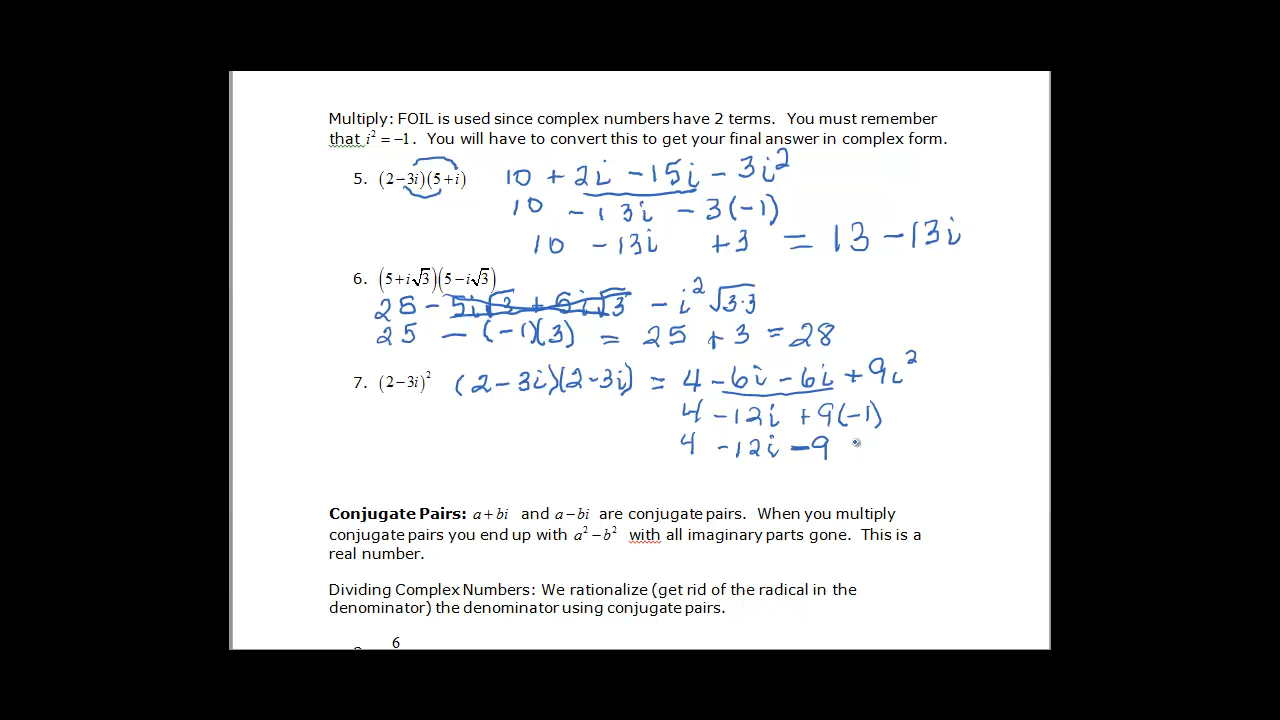 Multiply: FOIL is used since complex numbers have 2 terms. You must remember
that i² = −1. You will have to convert this to get your final answer in complex form.
5. (2−3i)(5+i) 10 + 2i − 15i − 3i²
10 − 13i − 3(−1)
10 − 13i + 3 = 13 − 13i
6. (5+i√3)(5−i√3)
25 − 5i√3 + 5i√3 − i² √3·3
25 − (−1)(3) = 25 + 3 = 28
7. (2−3i)² (2−3i)(2−3i) = 4 − 6i − 6i + 9i²
4 − 12i + 9(−1)
4 − 12i − 9
Conjugate Pairs: a+bi and a−bi are conjugate pairs. When you multiply
conjugate pairs you end up with a²−b² with all imaginary parts gone. This is a
real number.
Dividing Complex Numbers: We rationalize (get rid of the radical in the
denominator) the denominator using conjugate pairs.
6